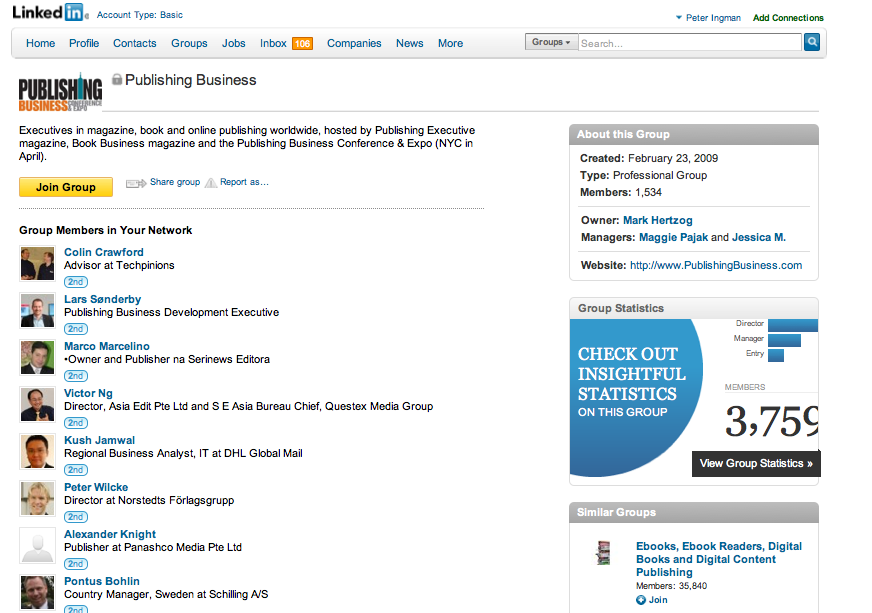 LinkedIn Account Type: Basic
Peter Ingman Add Connections
Home Profile Contacts Groups Jobs Inbox 106 Companies News More
Groups Search...
PUBLISHING
BUSINESS CONFERENCE
& EXPO
Publishing Business
Executives in magazine, book and online publishing worldwide, hosted by Publishing Executive
magazine, Book Business magazine and the Publishing Business Conference & Expo (NYC in
April).
Join Group Share group Report as...
Group Members in Your Network
Colin Crawford
Advisor at Techpinions
2nd
Lars Sønderby
Publishing Business Development Executive
2nd
Marco Marcelino
•Owner and Publisher na Serinews Editora
2nd
Victor Ng
Director, Asia Edit Pte Ltd and S E Asia Bureau Chief, Questex Media Group
2nd
Kush Jamwal
Regional Business Analyst, IT at DHL Global Mail
2nd
Peter Wilcke
Director at Norstedts Förlagsgrupp
2nd
Alexander Knight
Publisher at Panashco Media Pte Ltd
2nd
Pontus Bohlin
Country Manager, Sweden at Schilling A/S
2nd
About this Group
Created: February 23, 2009
Type: Professional Group
Members: 1,534
Owner: Mark Hertzog
Managers: Maggie Pajak and Jessica M.
Website: http://www.PublishingBusiness.com
Group Statistics
CHECK OUT
INSIGHTFUL
STATISTICS
ON THIS GROUP
Director
Manager
Entry
MEMBERS
3,759
View Group Statistics »
Similar Groups
Ebooks, Ebook Readers, Digital
Books and Digital Content
Publishing
Members: 35,840
Join